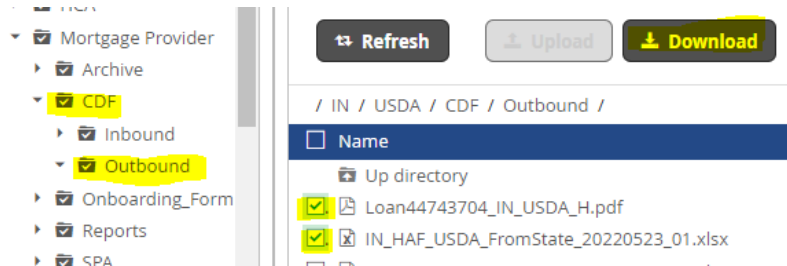 Mortgage Provider
Archive
CDF
Inbound
Outbound
Onboarding_Form
Reports
SPA
Refresh
Upload
Download
/ IN / USDA / CDF / Outbound /
Name
Up directory
Loan44743704_IN_USDA_H.pdf
IN_HAF_USDA_FromState_20220523_01.xlsx